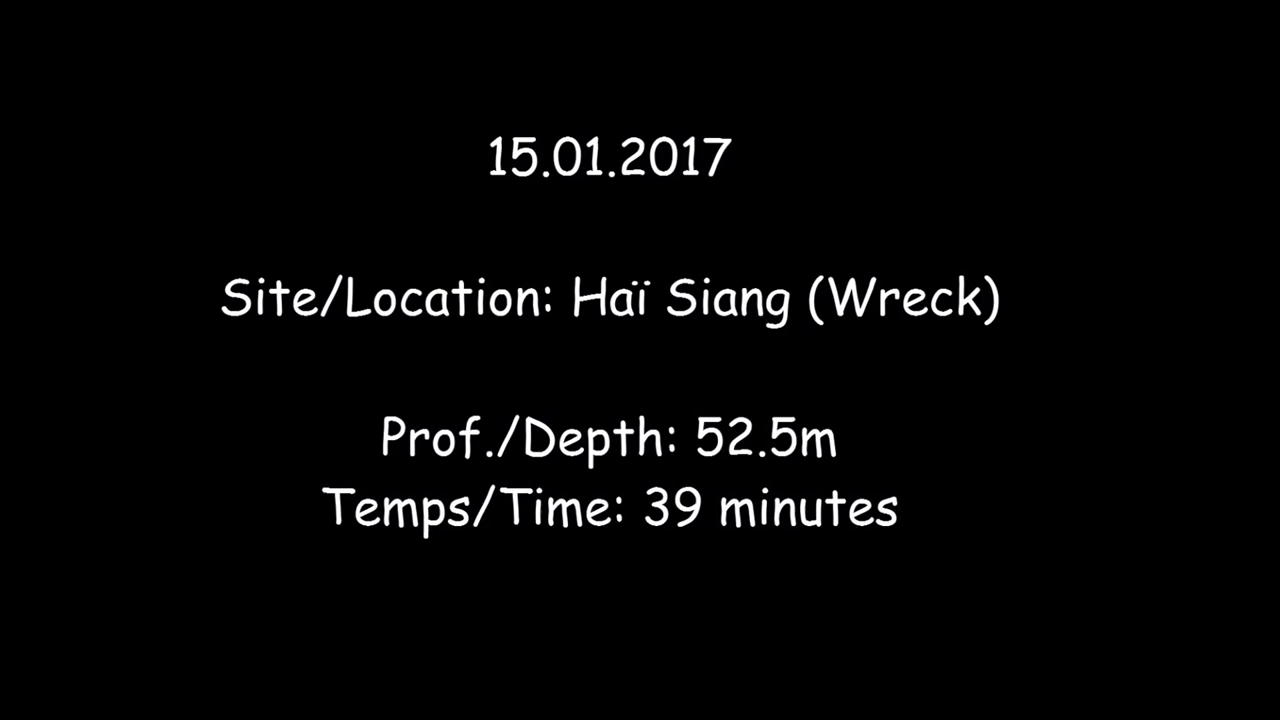 15.01.2017
Site/Location: Haï Siang (Wreck)
Prof./Depth: 52.5m
Temps/Time: 39 minutes